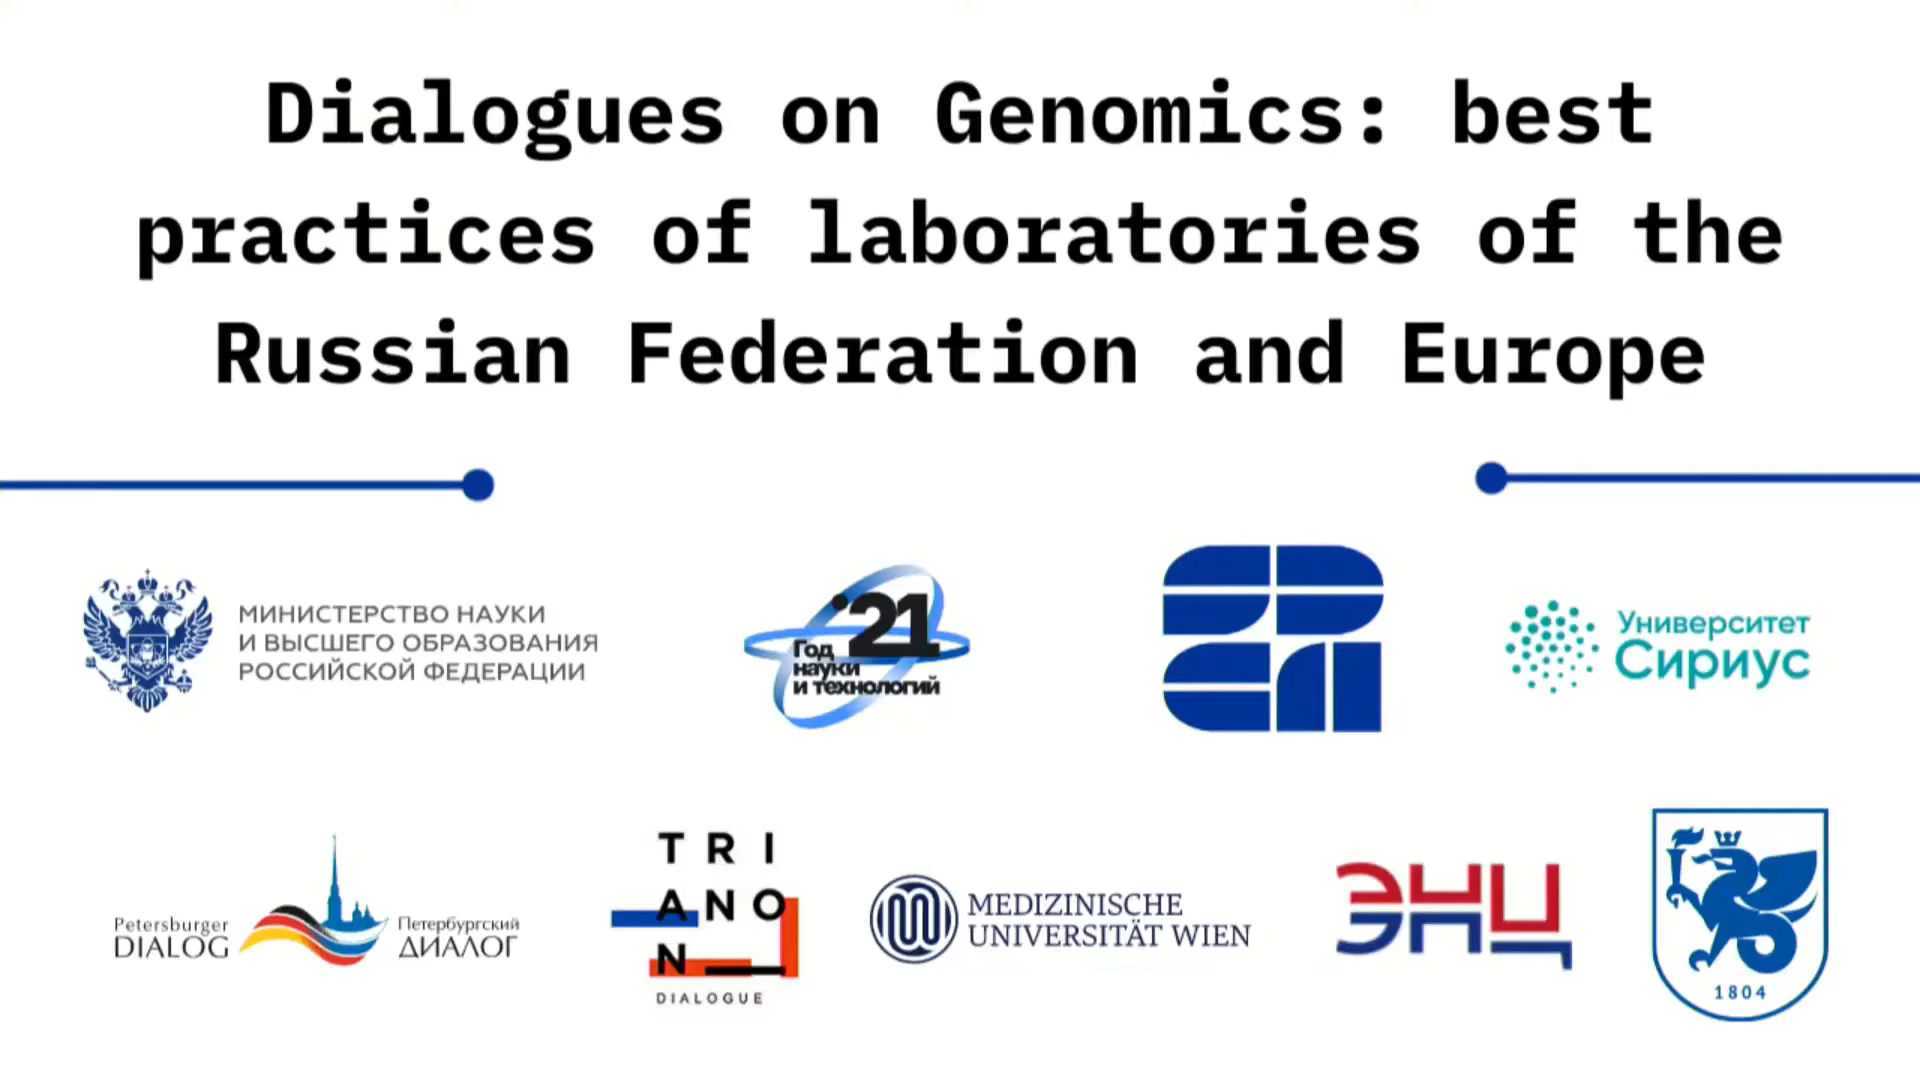 Dialogues on Genomics: best
practices of laboratories of the
Russian Federation and Europe
МИНИСТЕРСТВО НАУКИ
И ВЫСШЕГО ОБРАЗОВАНИЯ
РОССИЙСКОЙ ФЕДЕРАЦИИ
'21
Год
науки
и технологий
Университет
Сириус
Petersburger
DIALOG
Петербургский
ДИАЛОГ
TRI
ANO
N
DIALOGUE
MEDIZINISCHE
UNIVERSITÄT WIEN
ЭНЦ
1804